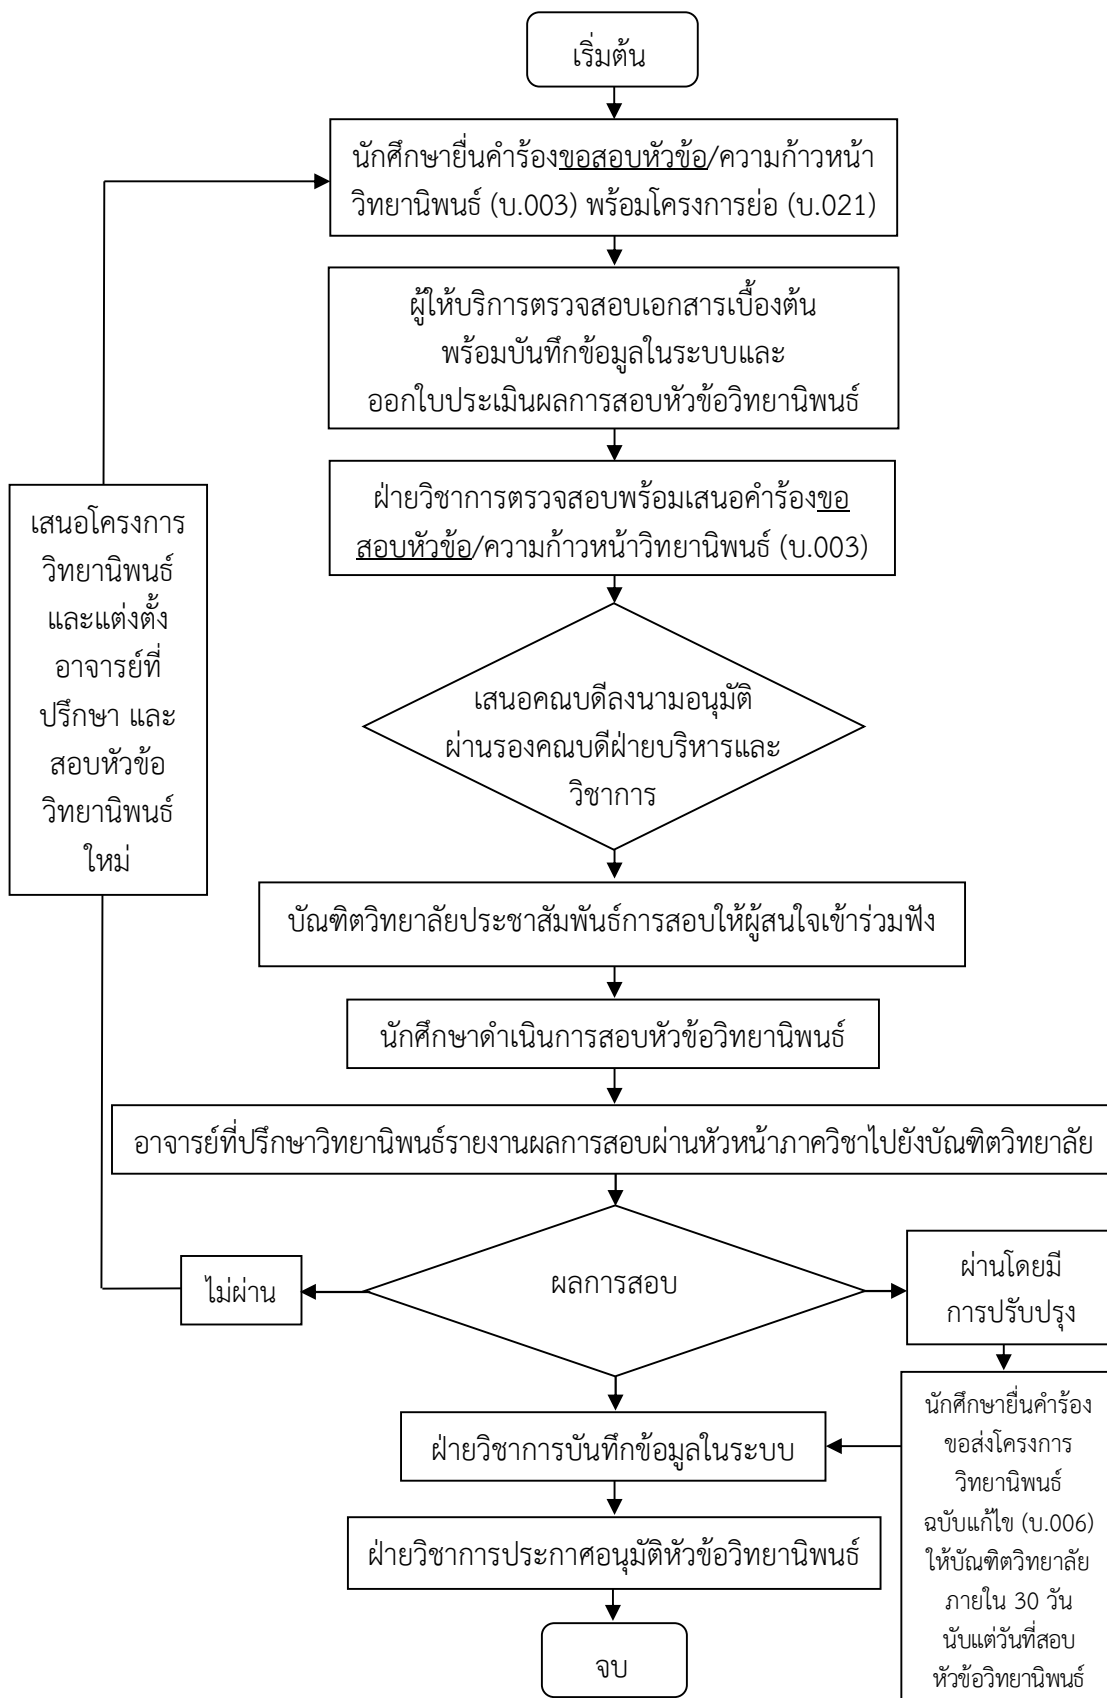 เริ่มต้น
นักศึกษายื่นคำร้องขอสอบหัวข้อ/ความก้าวหน้า
วิทยานิพนธ์ (บ.003) พร้อมโครงการย่อ (บ.021)
ผู้ให้บริการตรวจสอบเอกสารเบื้องต้น
พร้อมบันทึกข้อมูลในระบบและ
ออกใบประเมินผลการสอบหัวข้อวิทยานิพนธ์
ฝ่ายวิชาการตรวจสอบพร้อมเสนอคำร้องขอ
สอบหัวข้อ/ความก้าวหน้าวิทยานิพนธ์ (บ.003)
เสนอโครงการ
วิทยานิพนธ์
และแต่งตั้ง
อาจารย์ที่
ปรึกษา และ
สอบหัวข้อ
วิทยานิพนธ์
ใหม่
เสนอคณบดีลงนามอนุมัติ
ผ่านรองคณบดีฝ่ายบริหารและ
วิชาการ
บัณฑิตวิทยาลัยประชาสัมพันธ์การสอบให้ผู้สนใจเข้าร่วมฟัง
นักศึกษาดำเนินการสอบหัวข้อวิทยานิพนธ์
อาจารย์ที่ปรึกษาวิทยานิพนธ์รายงานผลการสอบผ่านหัวหน้าภาควิชาไปยังบัณฑิตวิทยาลัย
ผลการสอบ
ไม่ผ่าน
ผ่านโดยมี
การปรับปรุง
นักศึกษายื่นคำร้อง
ขอส่งโครงการ
วิทยานิพนธ์
ฉบับแก้ไข (บ.006)
ให้บัณฑิตวิทยาลัย
ภายใน 30 วัน
นับแต่วันที่สอบ
หัวข้อวิทยานิพนธ์
ฝ่ายวิชาการบันทึกข้อมูลในระบบ
ฝ่ายวิชาการประกาศอนุมัติหัวข้อวิทยานิพนธ์
จบ